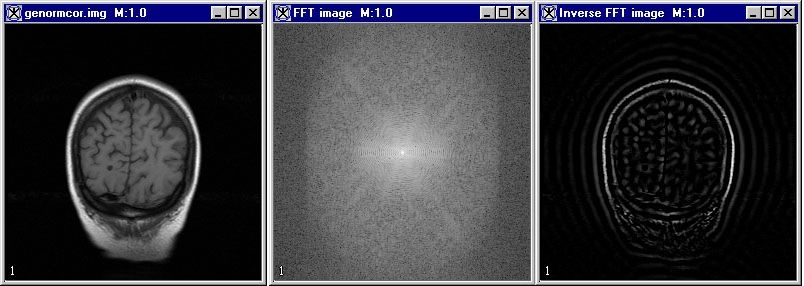 genormcor.img M:1.0
FFT image M:1.0
Inverse FFT image M:1.0
1
1
1